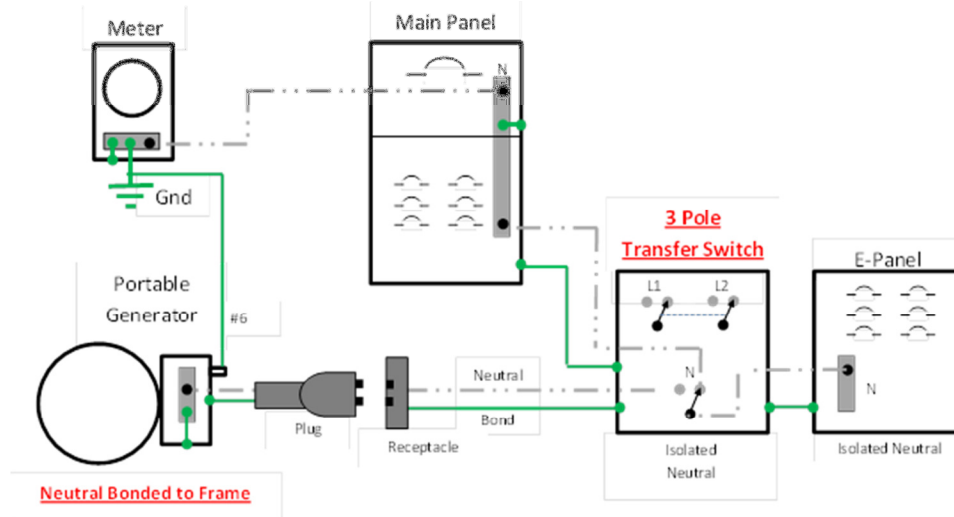 Meter
Main Panel
N
Gnd
3 Pole
Transfer Switch
E-Panel
L1
L2
Portable
Generator
#6
N
Neutral
N
Bond
Plug
Receptacle
Isolated
Neutral
Isolated Neutral
Neutral Bonded to Frame